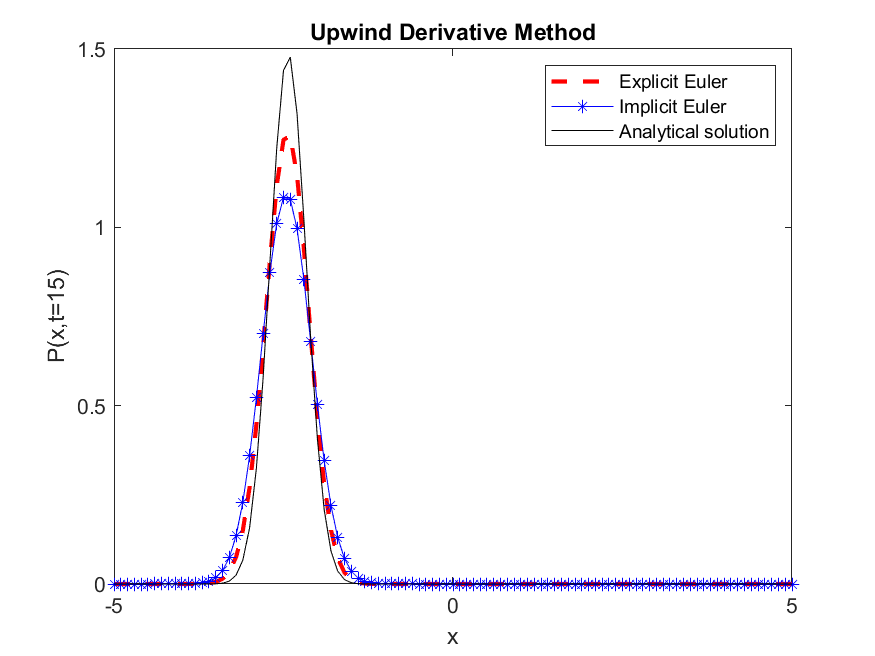 Upwind Derivative Method
1.5
Explicit Euler
Implicit Euler
Analytical solution
1
P(x,t=15)
0.5
0
-5
0
5
x